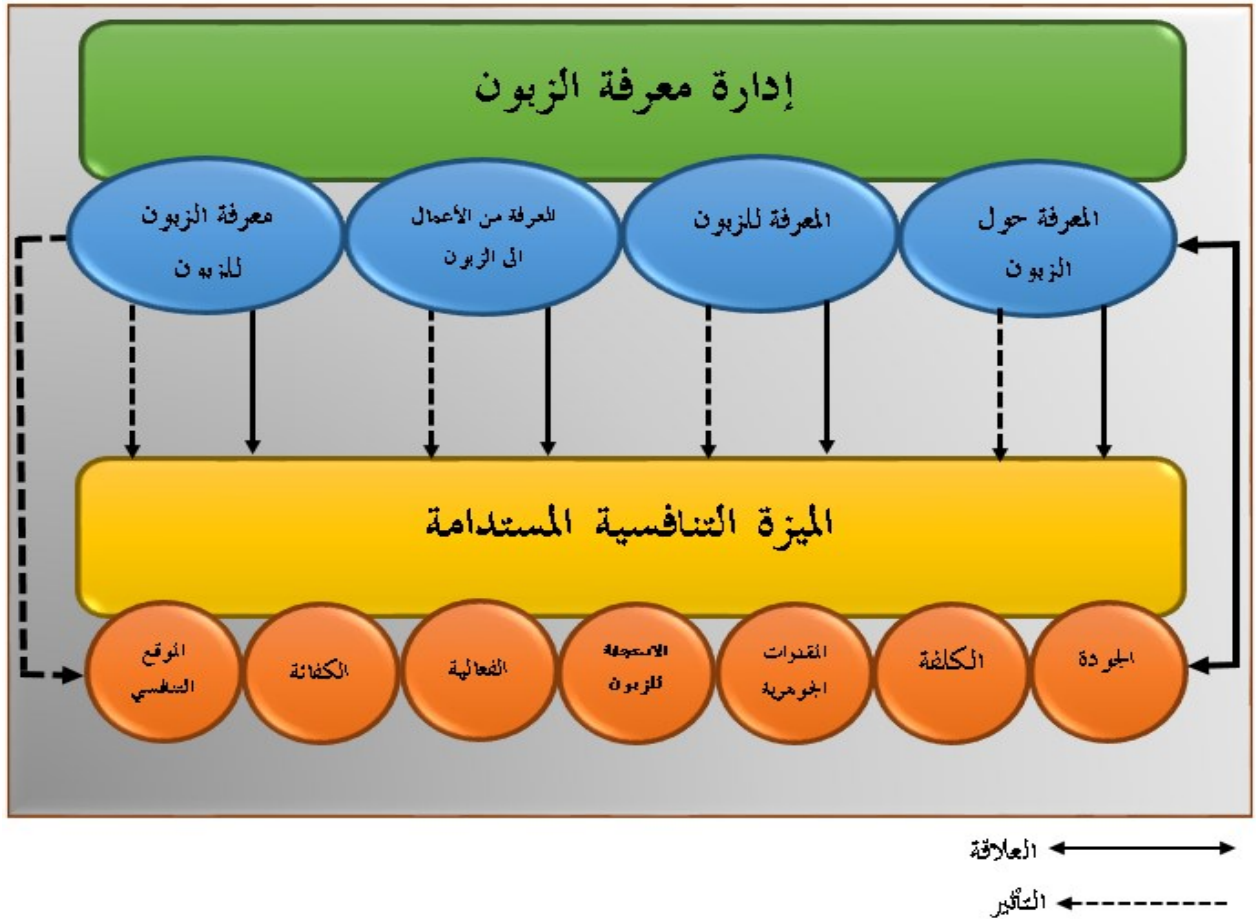 إدارة معرفة الزبون
المعرفة حول
الزبون
المعرفة للزبون
المعرفة من الأعمال
الى الزبون
معرفة الزبون
للزبون
الميزة التنافسية المستدامة
الجودة
الكلفة
المقدرات
الجوهرية
الاستجابة
للزبون
الفعالية
الكفائة
الموقع
التنافسي
العلاقة
التأثير